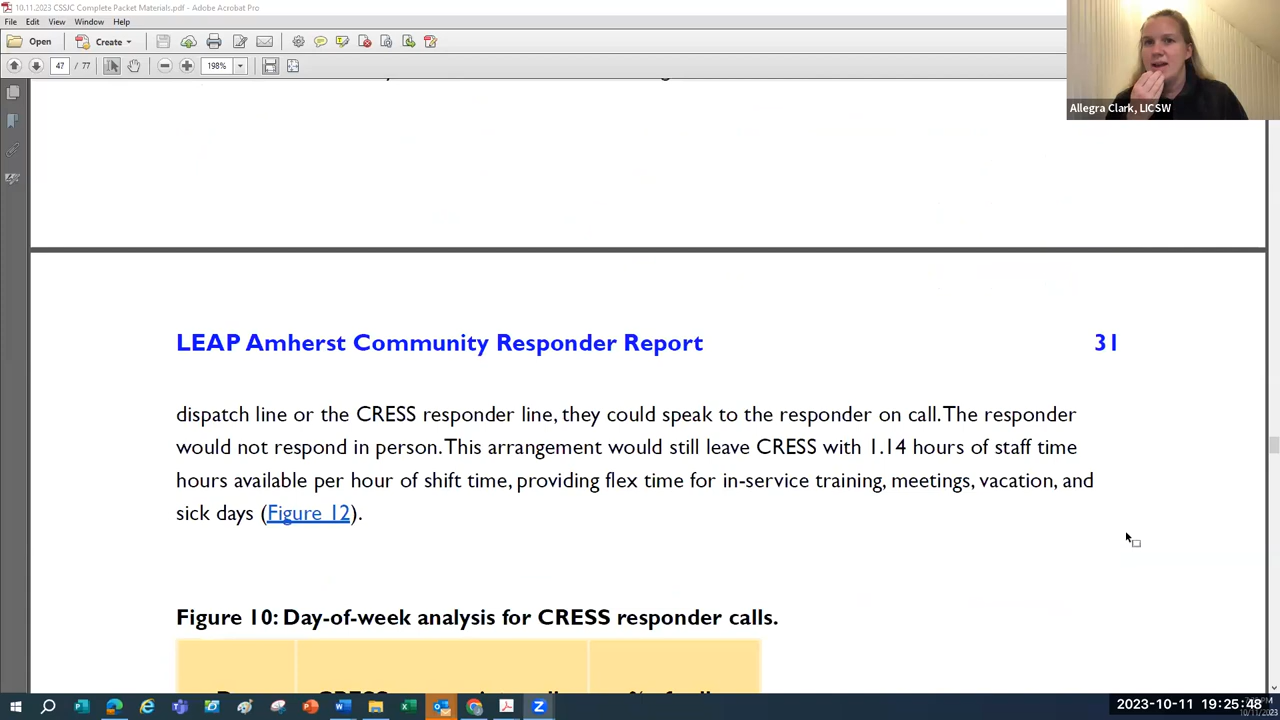 10.11.2023 CSSJC Complete Packet Materials.pdf - Adobe Acrobat Pro
File Edit View Window Help
Open Create
47 / 77 198%
Allegra Clark, LICSW
LEAP Amherst Community Responder Report 31
dispatch line or the CRESS responder line, they could speak to the responder on call. The responder
would not respond in person. This arrangement would still leave CRESS with 1.14 hours of staff time
hours available per hour of shift time, providing flex time for in-service training, meetings, vacation, and
sick days (Figure 12).
Figure 10: Day-of-week analysis for CRESS responder calls.
2023-10-11 19:25:48
10/11/2023